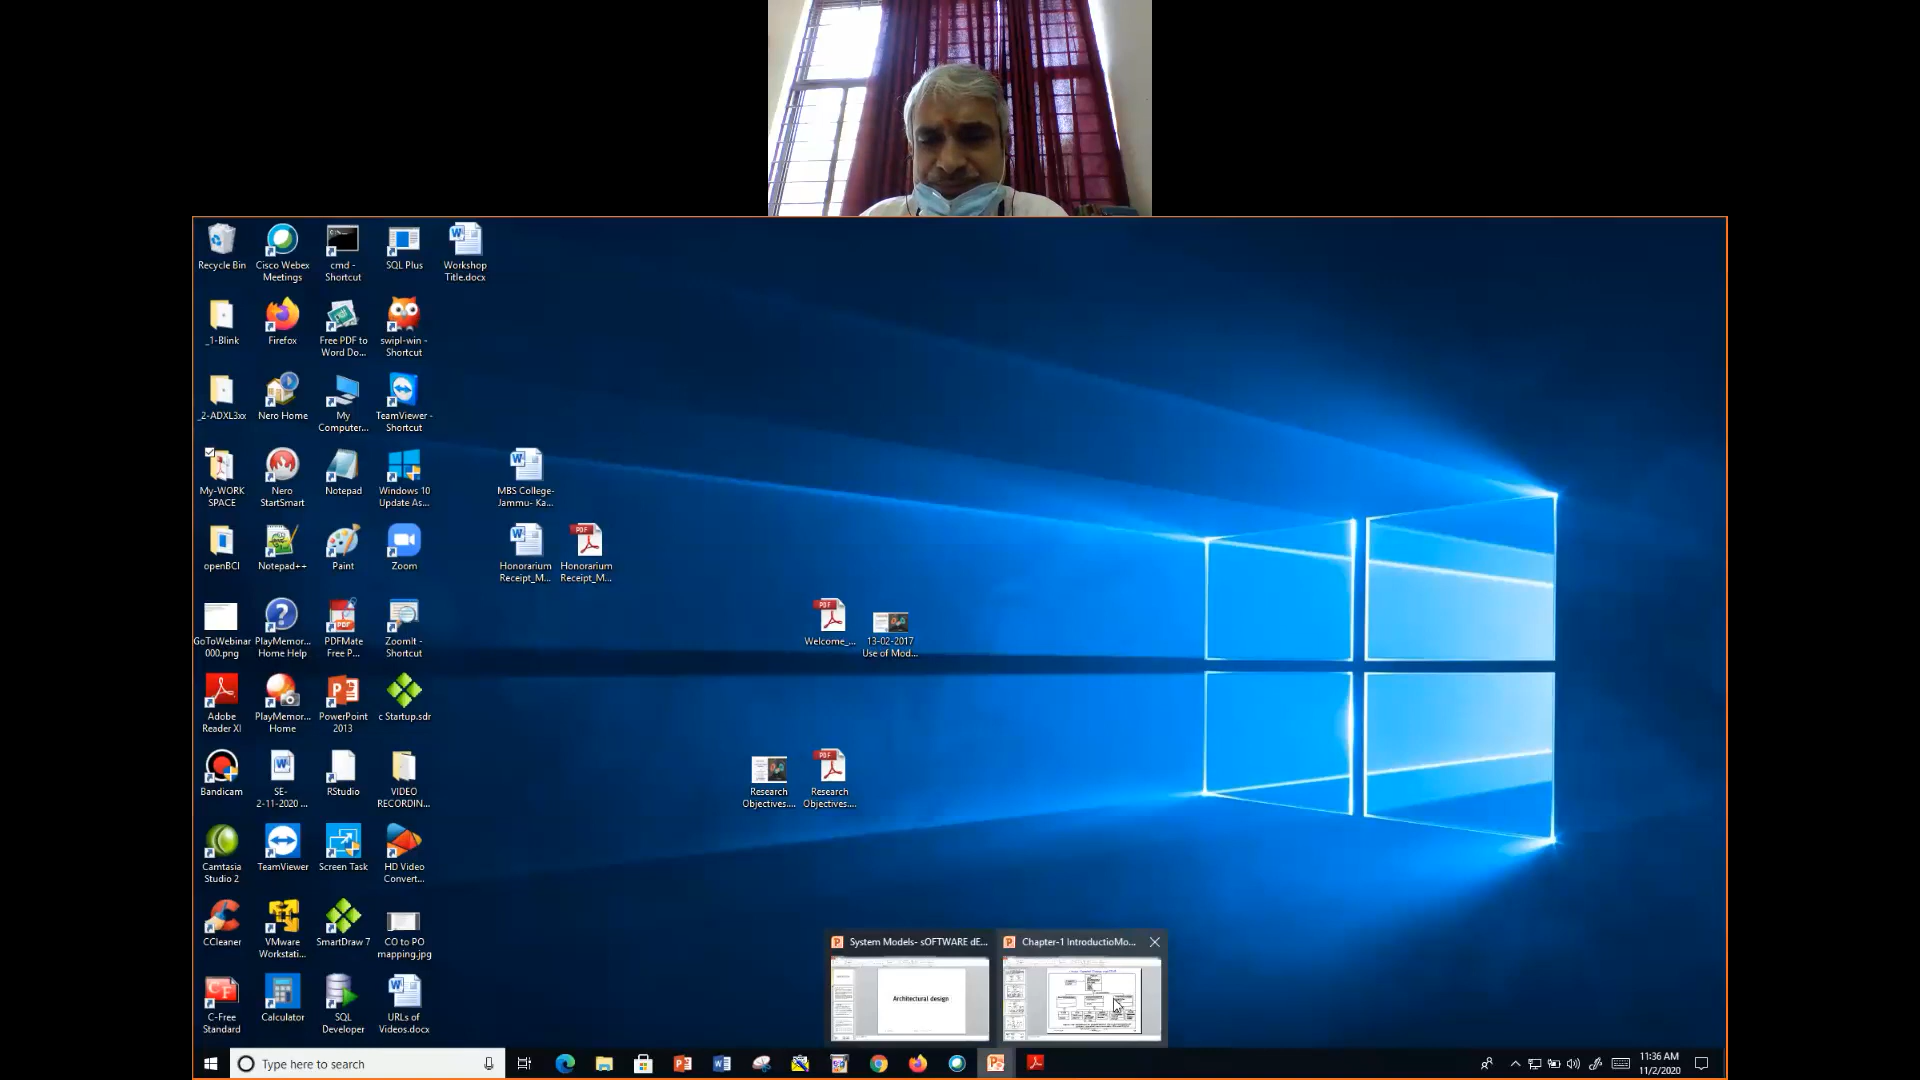 Recycle Bin
Cisco Webex
Meetings
cmd -
Shortcut
SQL Plus
Workshop
Title.docx
_1-Blink
Firefox
Free PDF to
Word Do...
swipl-win -
Shortcut
_2-ADXL3xx
Nero Home
My
Computer...
TeamViewer -
Shortcut
My-WORK
SPACE
Nero
StartSmart
Notepad
Windows 10
Update As...
MBS College-
Jammu- Ka...
openBCI
Notepad++
Paint
Zoom
Honorarium
Receipt_M...
Honorarium
Receipt_M...
GoToWebinar
000.png
PlayMemor...
Home Help
PDFMate
Free P...
ZoomIt -
Shortcut
Welcome_...
13-02-2017
Use of Mod...
Adobe
Reader XI
PlayMemor...
Home
PowerPoint
2013
c Startup.sdr
Bandicam
SE-
2-11-2020 ...
RStudio
VIDEO
RECORDIN...
Research
Objectives....
Research
Objectives....
Camtasia
Studio 2
TeamViewer
Screen Task
HD Video
Convert...
CCleaner
VMware
Workstati...
SmartDraw 7
CO to PO
mapping.jpg
System Models- sOFTWARE dE...
Chapter-1 IntroductioMo...
Architectural design
C-Free
Standard
Calculator
SQL
Developer
URLs of
Videos.docx
Type here to search
11:36 AM
11/2/2020